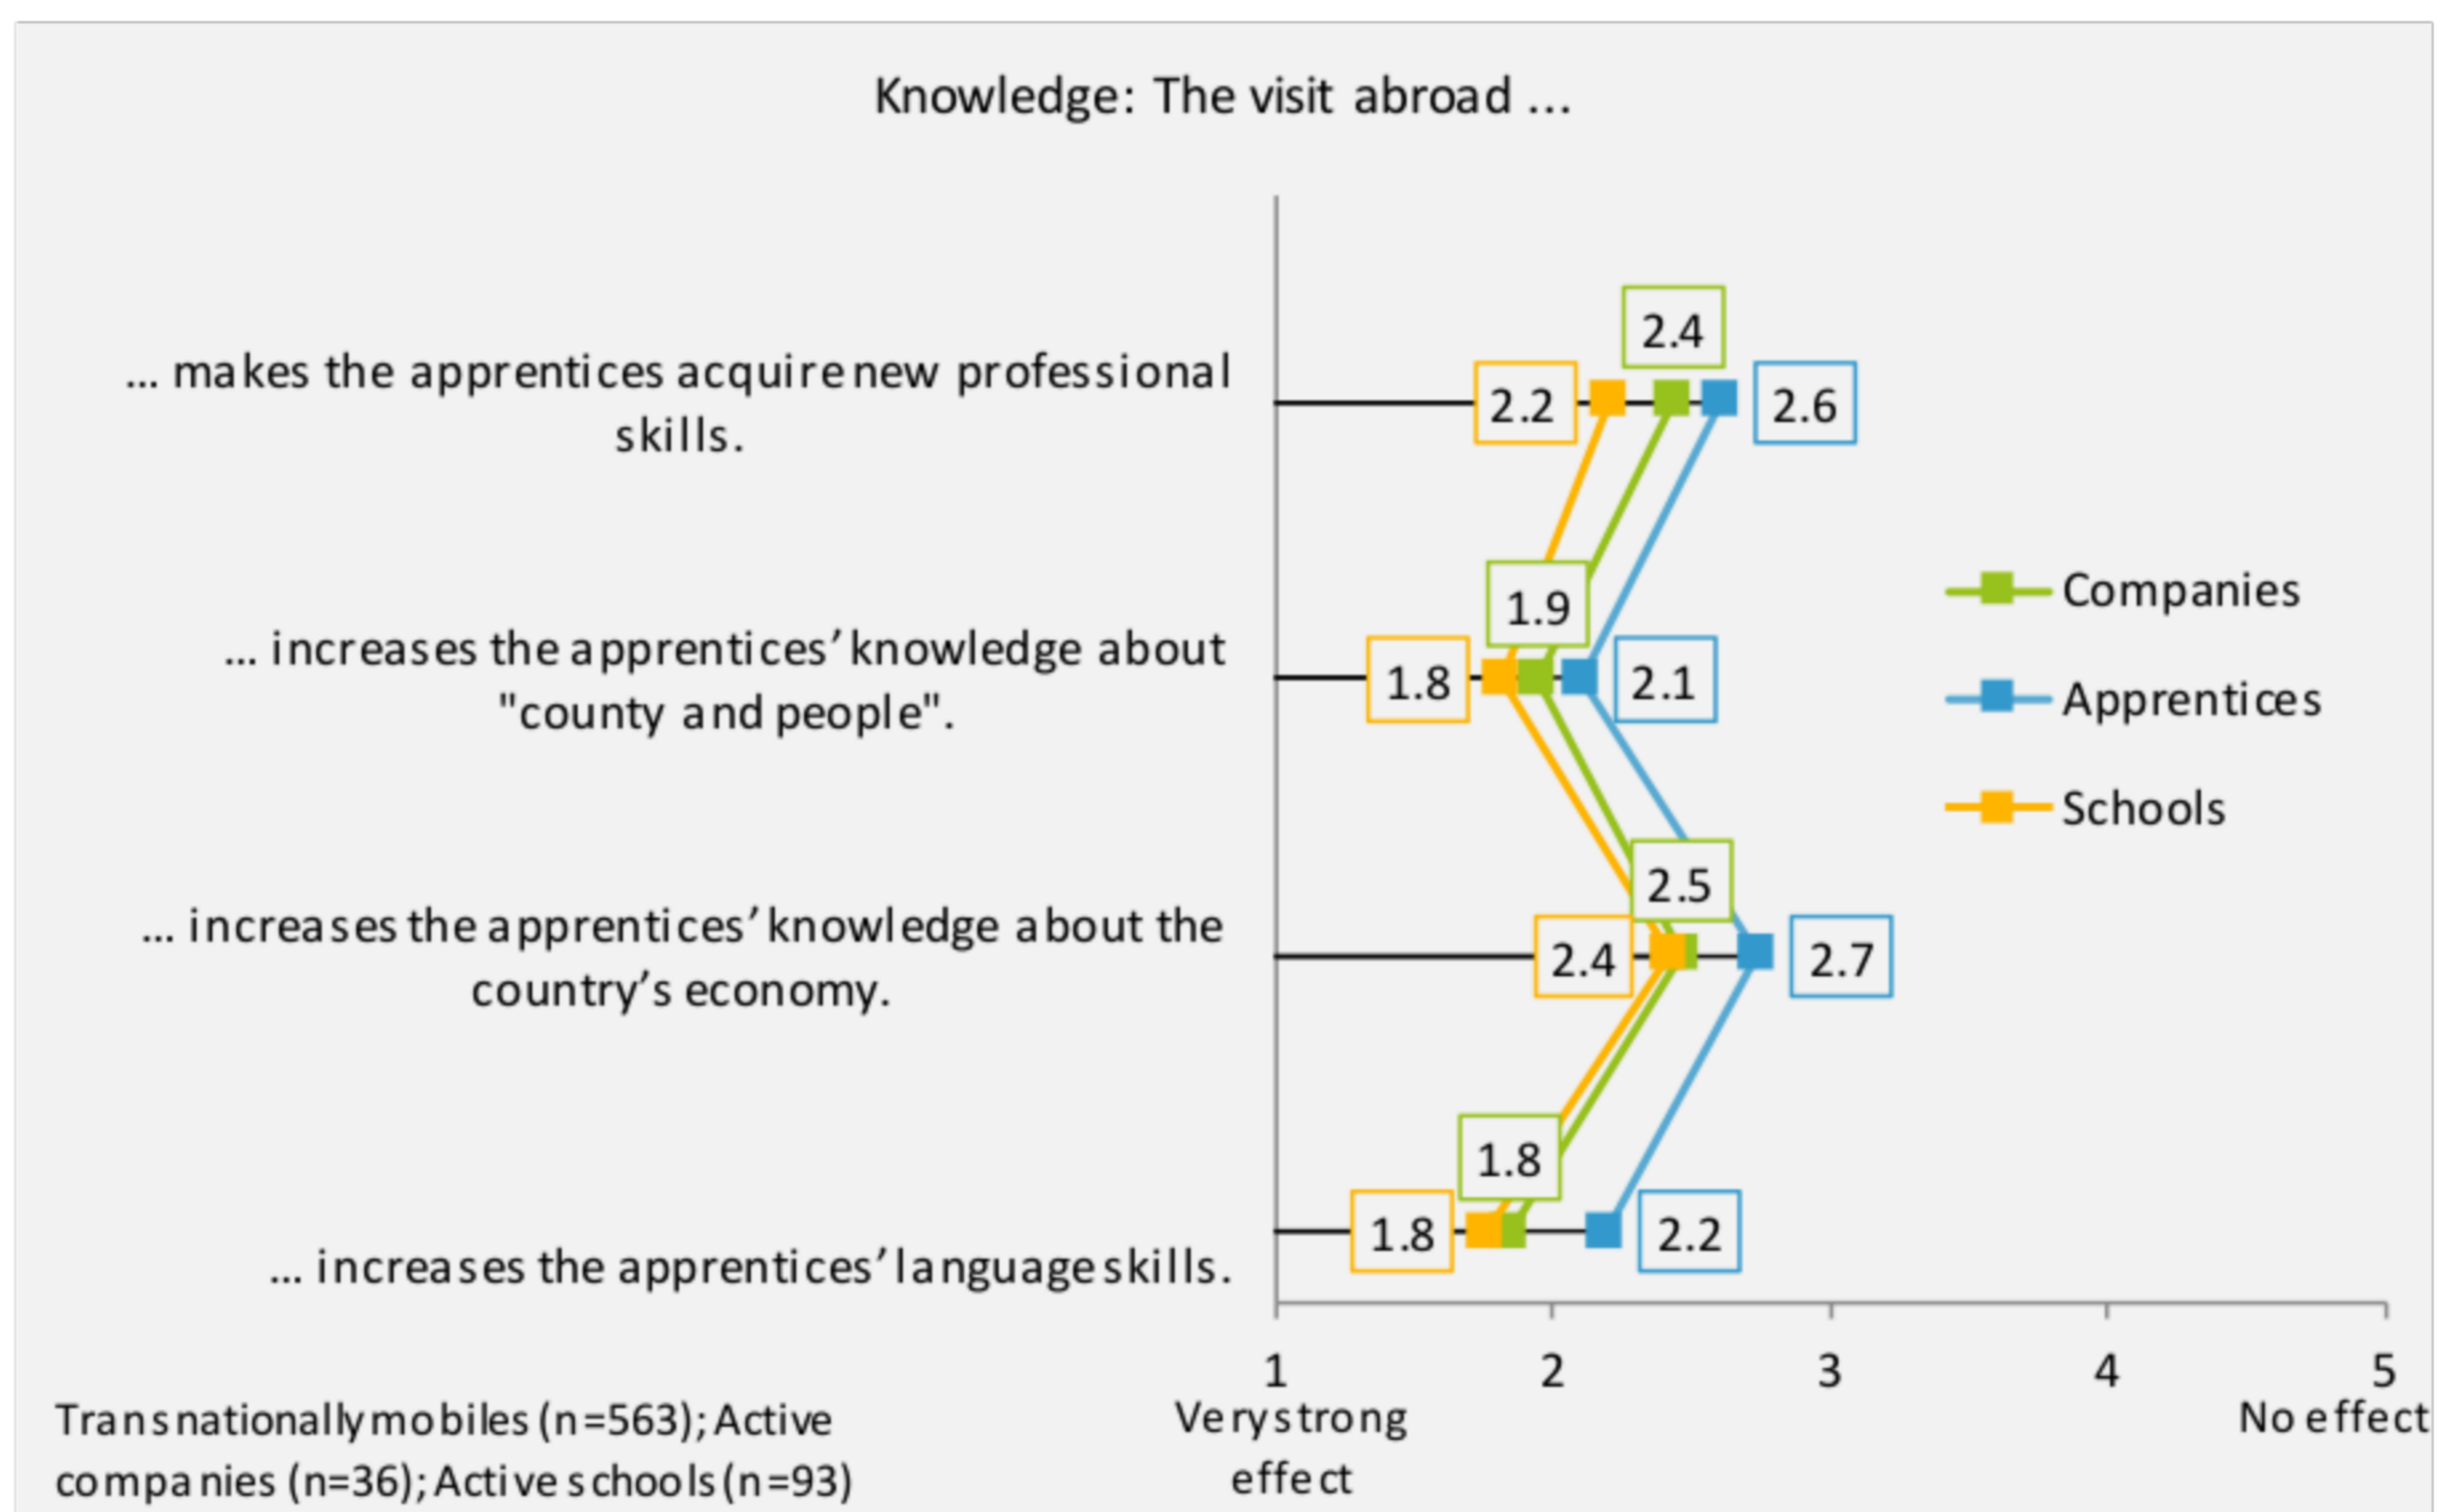 Knowledge: The visit abroad ...
... makes the apprentices acquire new professional
skills.
2.2
2.4
2.6
... increases the apprentices’ knowledge about
"county and people".
1.8
1.9
2.1
... increases the apprentices’ knowledge about the
country’s economy.
2.4
2.5
2.7
... increases the apprentices’ language skills.
1.8
1.8
2.2
Companies
Apprentices
Schools
1 2 3 4 5
Very strong
effect
No effect
Transnationally mobiles (n=563); Active
companies (n=36); Active schools (n=93)